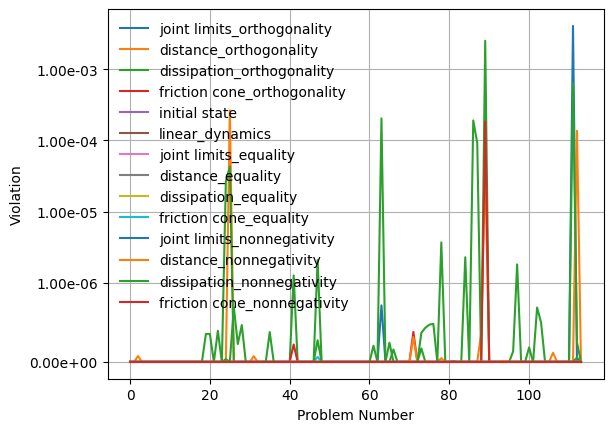 joint limits_orthogonality
distance_orthogonality
dissipation_orthogonality
friction cone_orthogonality
initial state
linear_dynamics
joint limits_equality
distance_equality
dissipation_equality
friction cone_equality
joint limits_nonnegativity
distance_nonnegativity
dissipation_nonnegativity
friction cone_nonnegativity
Violation
1.00e-03
1.00e-04
1.00e-05
1.00e-06
0.00e+00
0 20 40 60 80 100
Problem Number